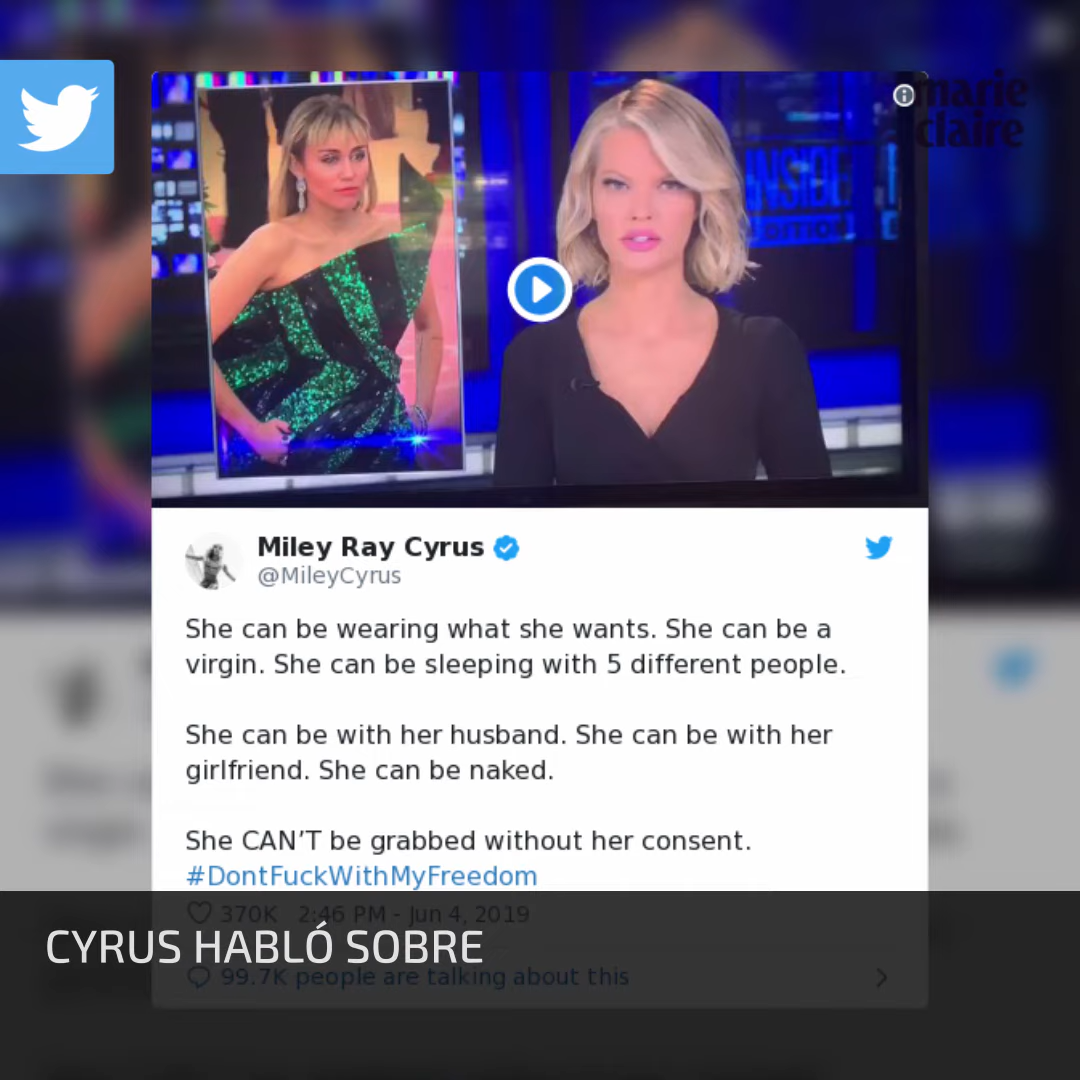 marie
claire
INSIDE
EDITION
Miley Ray Cyrus
@MileyCyrus
She can be wearing what she wants. She can be a
virgin. She can be sleeping with 5 different people.
She can be with her husband. She can be with her
girlfriend. She can be naked.
She CAN’T be grabbed without her consent.
#DontFuckWithMyFreedom
370K 2:46 PM - Jun 4, 2019
CYRUS HABLÓ SOBRE
99.7K people are talking about this